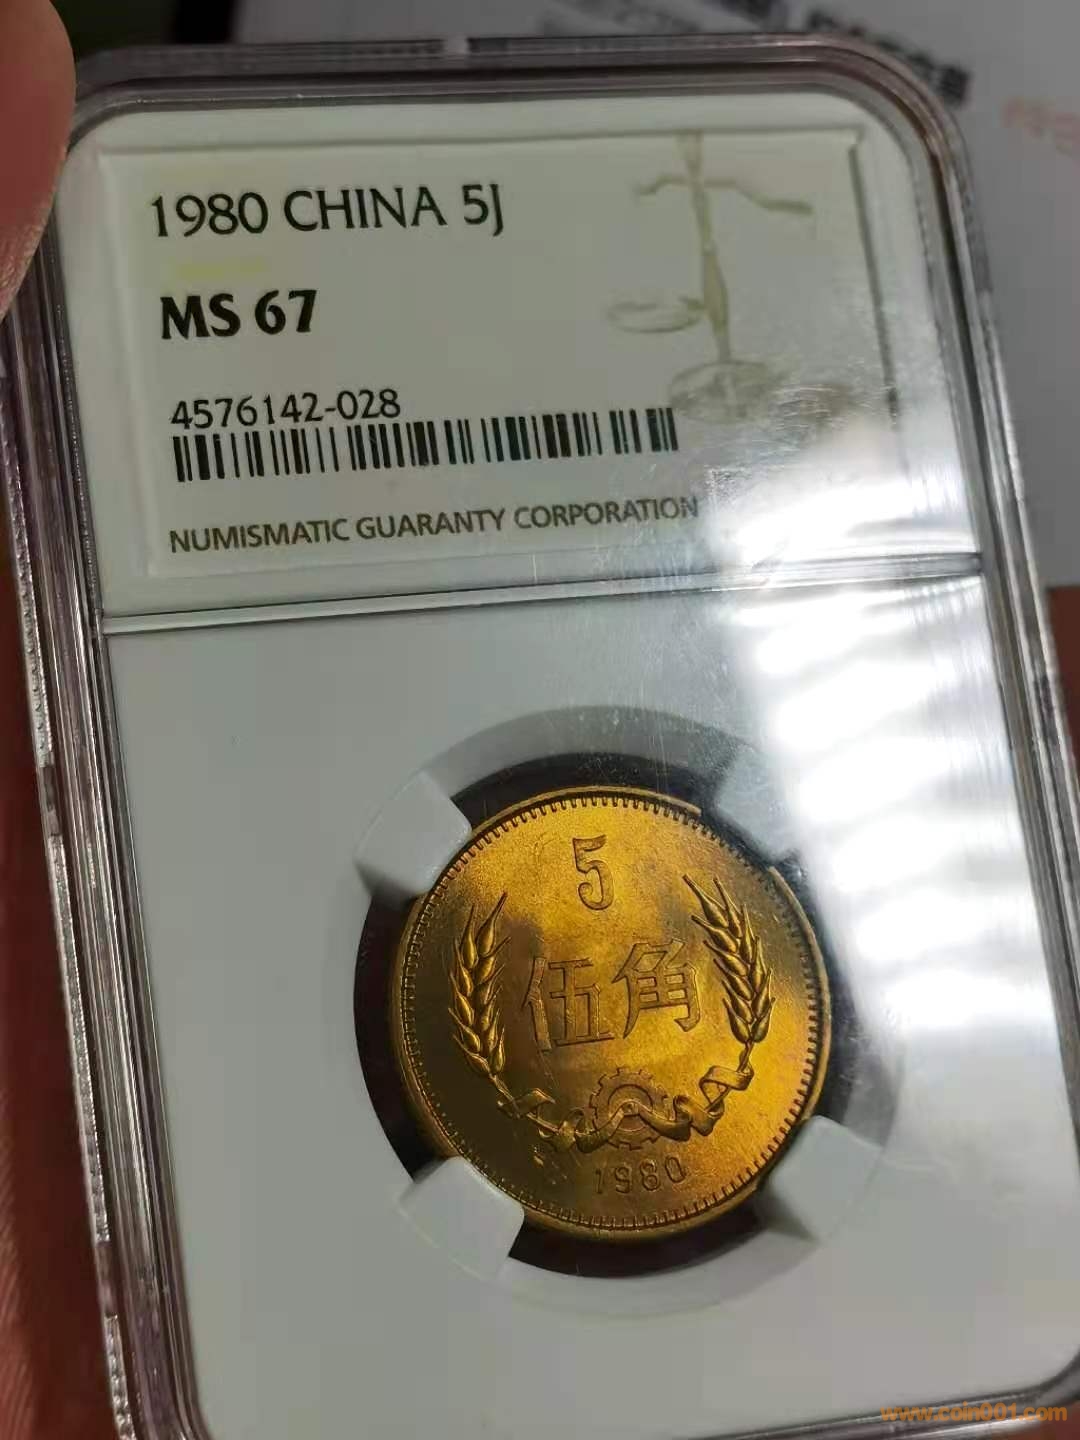 1980 CHINA 5J
MS 67
4576142-028
NUMISMATIC GUARANTY CORPORATION
5
伍角
1980
www.coin001.com